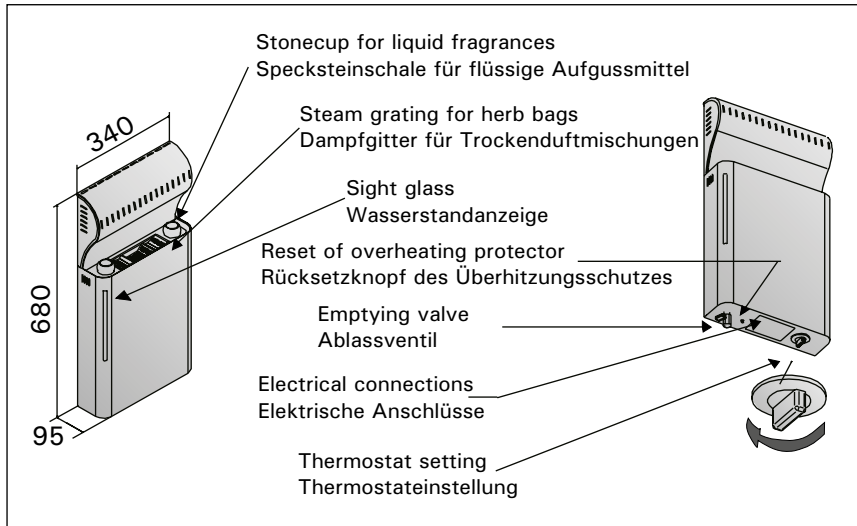 Stonecup for liquid fragrances
Specksteinschale für flüssige Aufgussmittel
340
Steam grating for herb bags
Dampfgitter für Trockenduftmischungen
Sight glass
Wasserstandanzeige
Reset of overheating protector
Rücksetzknopf des Überhitzungsschutzes
680
Emptying valve
Ablassventil
Electrical connections
Elektrische Anschlüsse
95
Thermostat setting
Thermostateinstellung